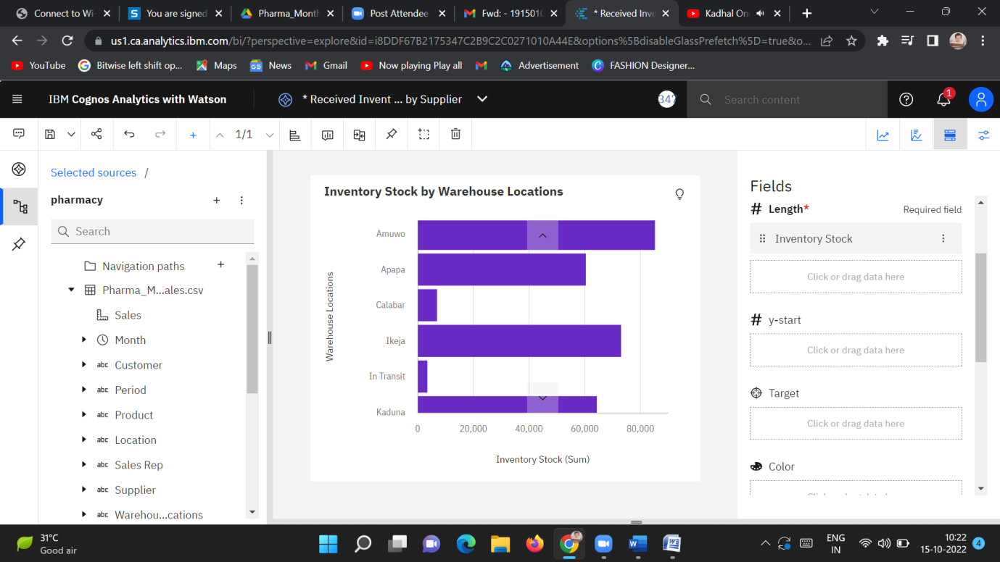 Connect to Wi-
You are signed
Pharma_Month
Post Attendee
Fwd: - 191501(
* Received Inve
Kadhal On
us1.ca.analytics.ibm.com/bi/?perspective=explore&id=i8DDF67B2175347C2B9C2C0271010A44E&options%5BdisableGlassPrefetch%5D=true&o...
YouTube
Bitwise left shift op...
Maps
News
Gmail
Now playing Play all
Advertisement
FASHION Designer...
IBM Cognos Analytics with Watson
* Received Invent ... by Supplier
347
Search content
1
1/1
Selected sources /
pharmacy
Search
Navigation paths
Pharma_M...ales.csv
Sales
Month
abc Customer
abc Period
abc Product
abc Location
abc Sales Rep
abc Supplier
abc Warehou...cations
Inventory Stock by Warehouse Locations
Warehouse Locations
Amuwo
Apapa
Calabar
Ikeja
In Transit
Kaduna
0 20,000 40,000 60,000 80,000
Inventory Stock (Sum)
Fields
# Length* Required field
Inventory Stock
Click or drag data here
# y-start
Click or drag data here
Target
Click or drag data here
Color
31°C
Good air
ENG
IN
10:22
15-10-2022
4